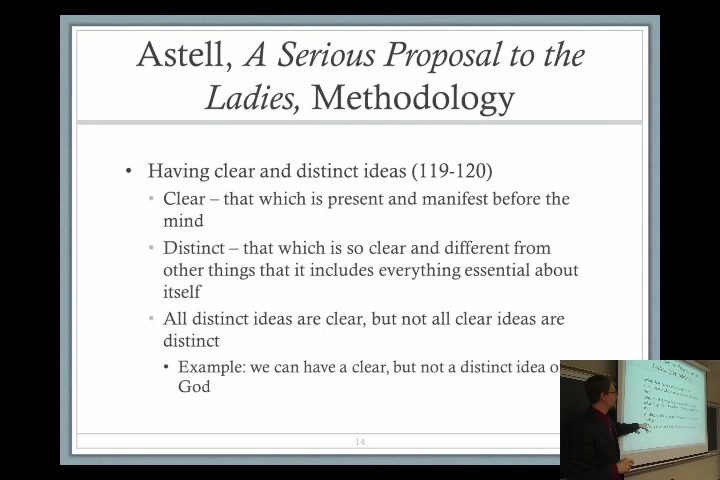 Astell, A Serious Proposal to the
Ladies, Methodology
• Having clear and distinct ideas (119-120)
• Clear – that which is present and manifest before the
mind
• Distinct – that which is so clear and different from
other things that it includes everything essential about
itself
• All distinct ideas are clear, but not all clear ideas are
distinct
• Example: we can have a clear, but not a distinct idea
God
14